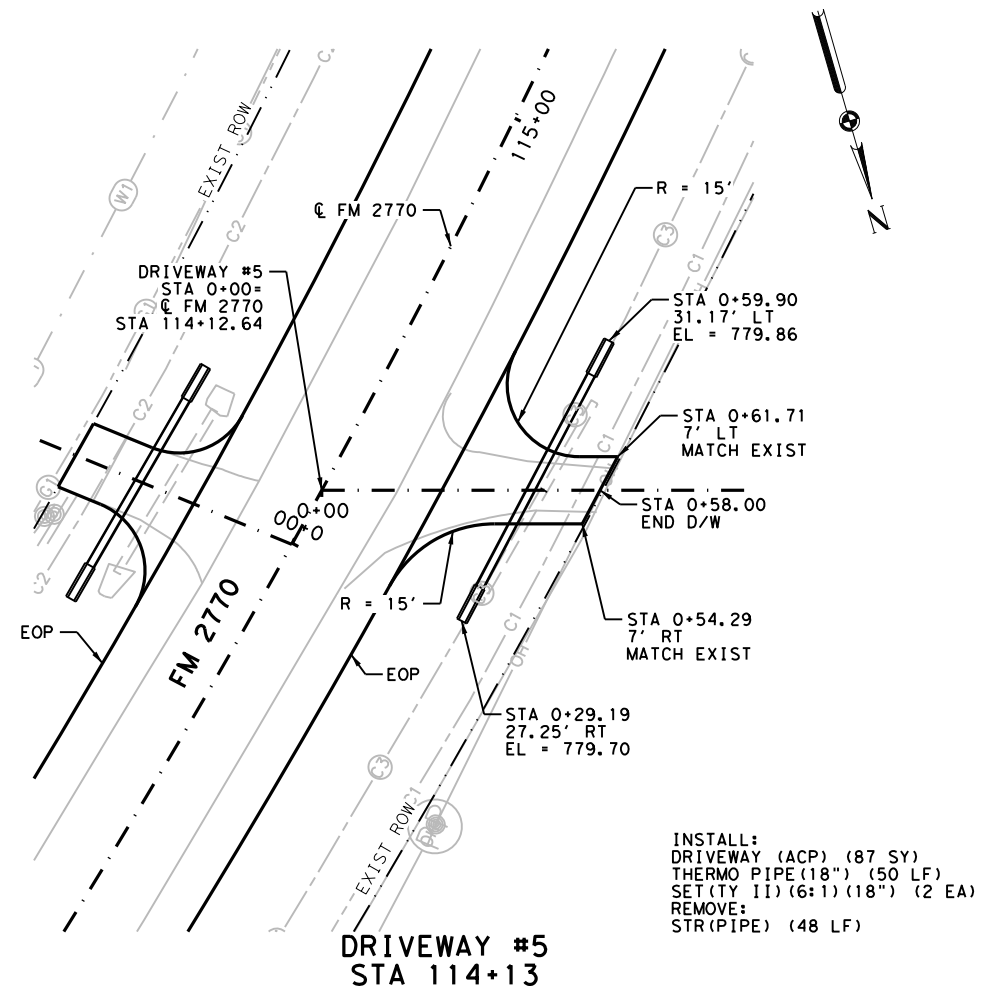 N
115+00
EXIST ROW
W1
C2
C2
R = 15'
℄ FM 2770
C3
C1
DRIVEWAY #5
STA 0+00=
℄ FM 2770
STA 114+12.64
STA 0+59.90
31.17' LT
EL = 779.86
C2
STA 0+61.71
7' LT
MATCH EXIST
C1
STA 0+58.00
END D/W
0+00
00+0
C2
FM 2770
R = 15'
EOP
EOP
C1
OH
STA 0+54.29
7' RT
MATCH EXIST
STA 0+29.19
27.25' RT
EL = 779.70
C3
C1
EXIST ROW
INSTALL:
DRIVEWAY (ACP) (87 SY)
THERMO PIPE(18") (50 LF)
SET(TY II)(6:1)(18") (2 EA)
REMOVE:
STR(PIPE) (48 LF)
DRIVEWAY #5
STA 114+13